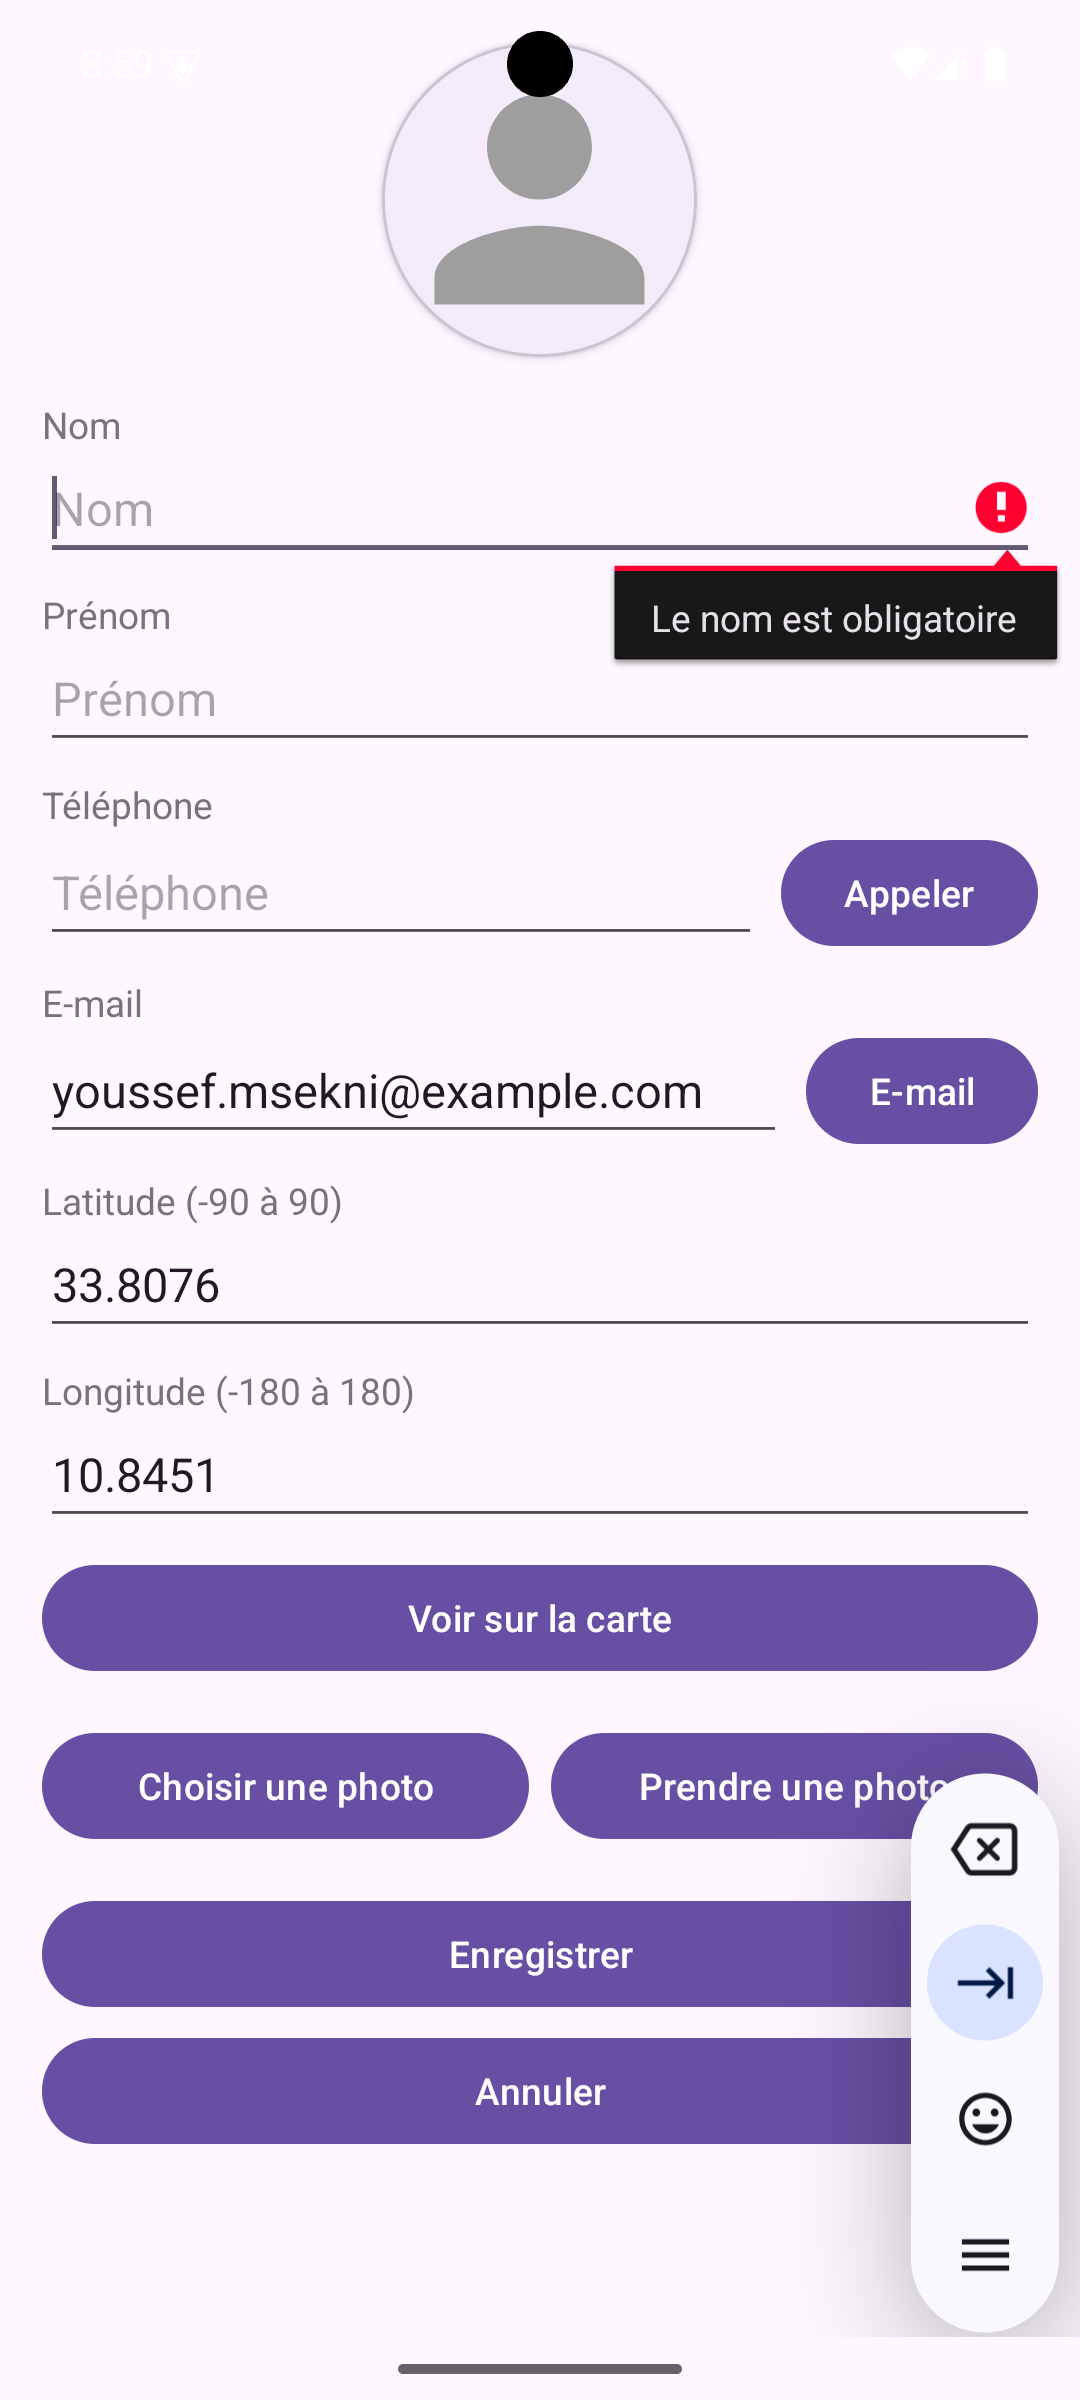 3:59
Nom
Nom
Le nom est obligatoire
Prénom
Prénom
Téléphone
Téléphone
Appeler
E-mail
youssef.msekni@example.com
E-mail
Latitude (-90 à 90)
33.8076
Longitude (-180 à 180)
10.8451
Voir sur la carte
Choisir une photo
Prendre une photo
Enregistrer
Annuler